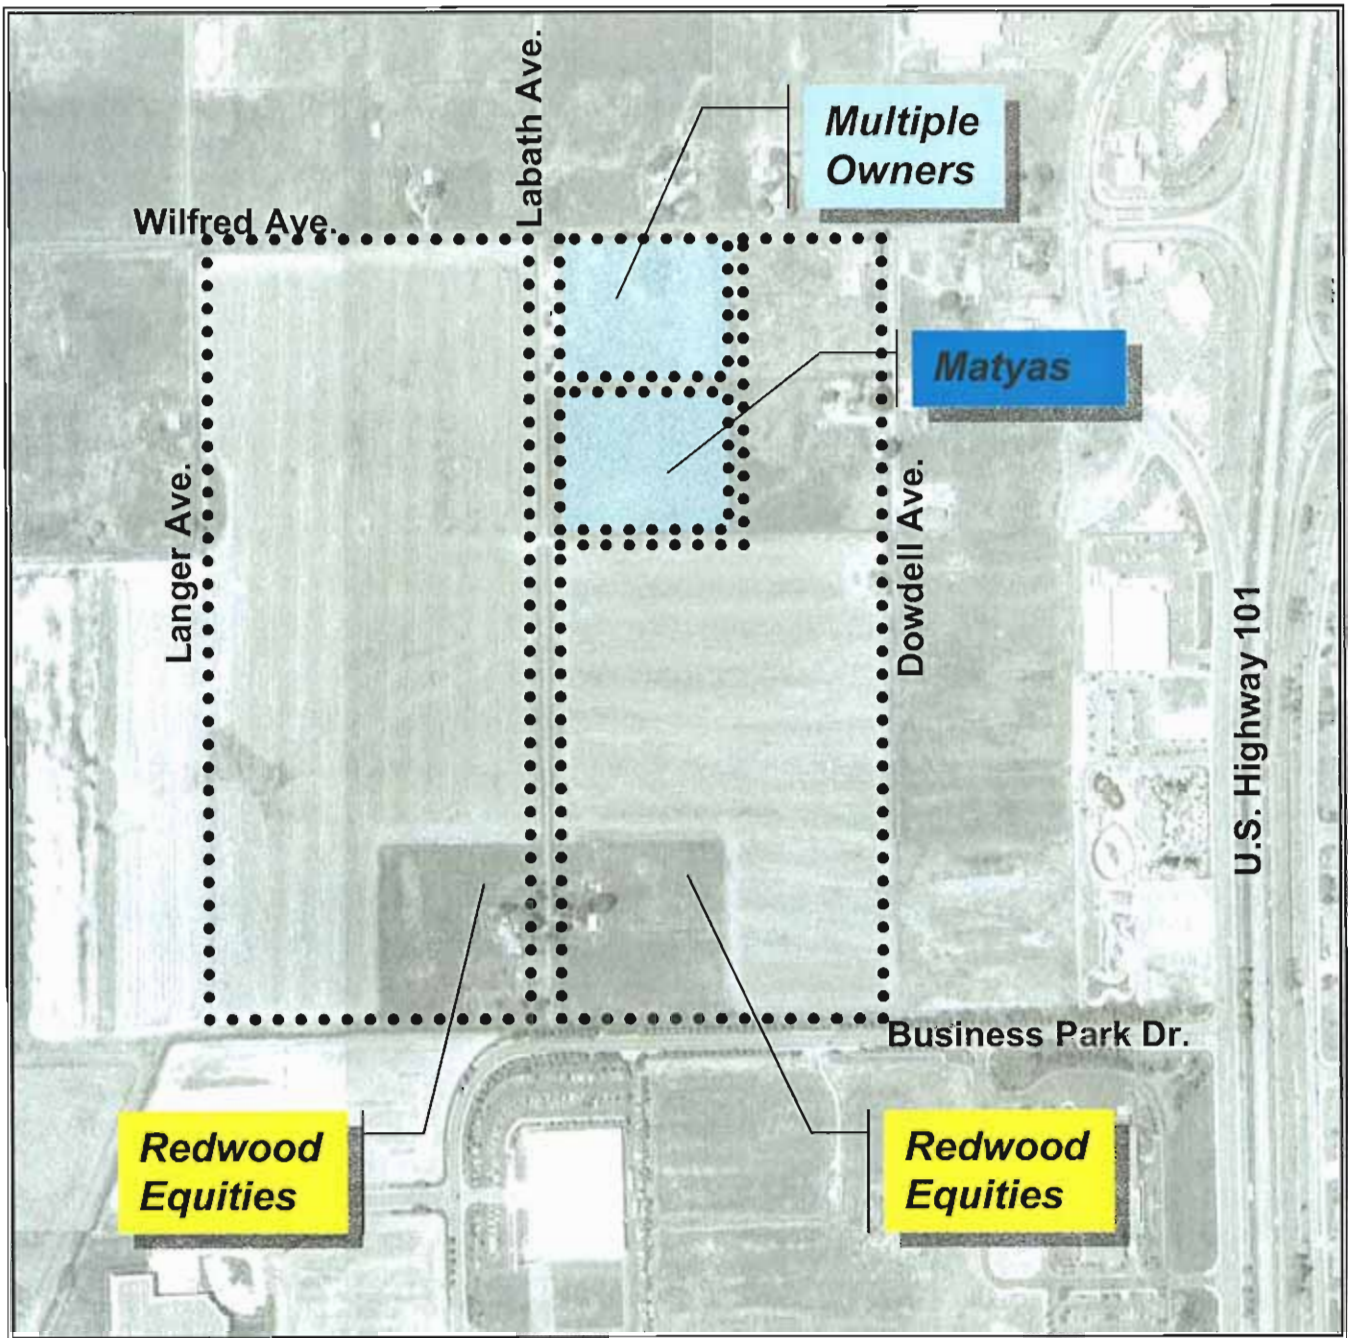 Labath Ave.
Multiple
Owners
Wilfred Ave.
Matyas
Langer Ave.
Dowdell Ave.
U.S. Highway 101
Business Park Dr.
Redwood
Equities
Redwood
Equities